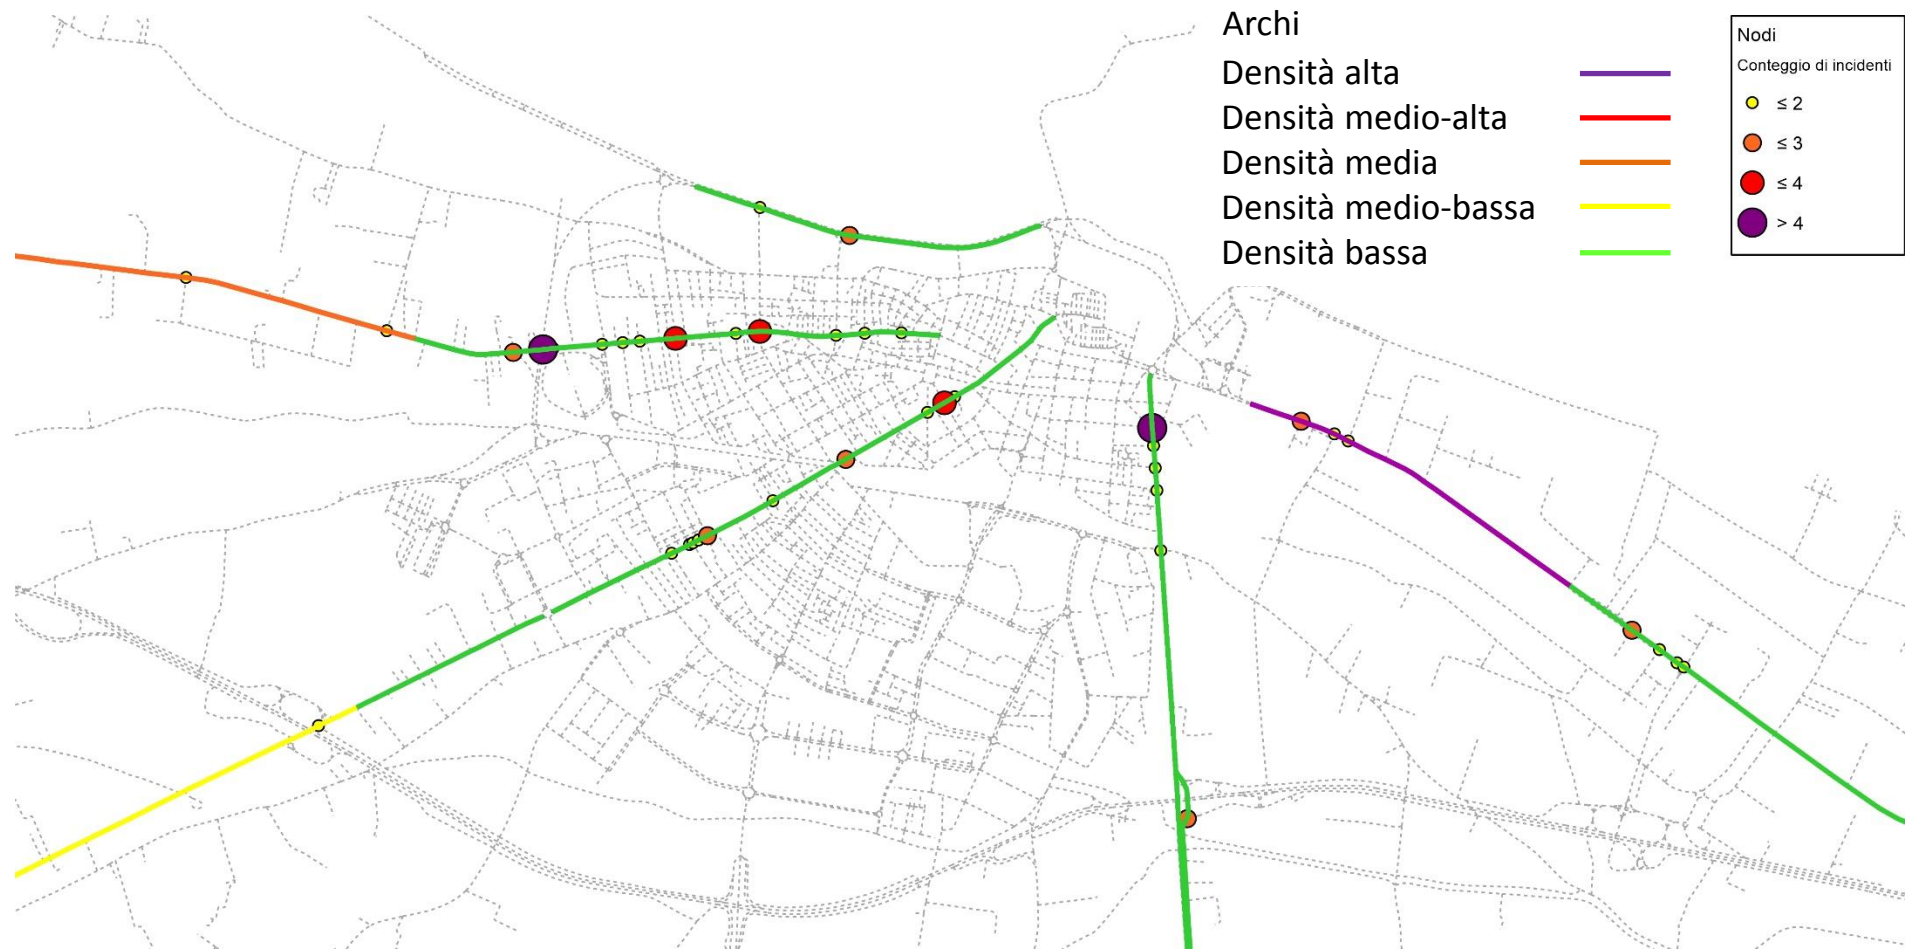 Archi
Densità alta
Densità medio-alta
Densità media
Densità medio-bassa
Densità bassa
Nodi
Conteggio di incidenti
≤ 2
≤ 3
≤ 4
> 4